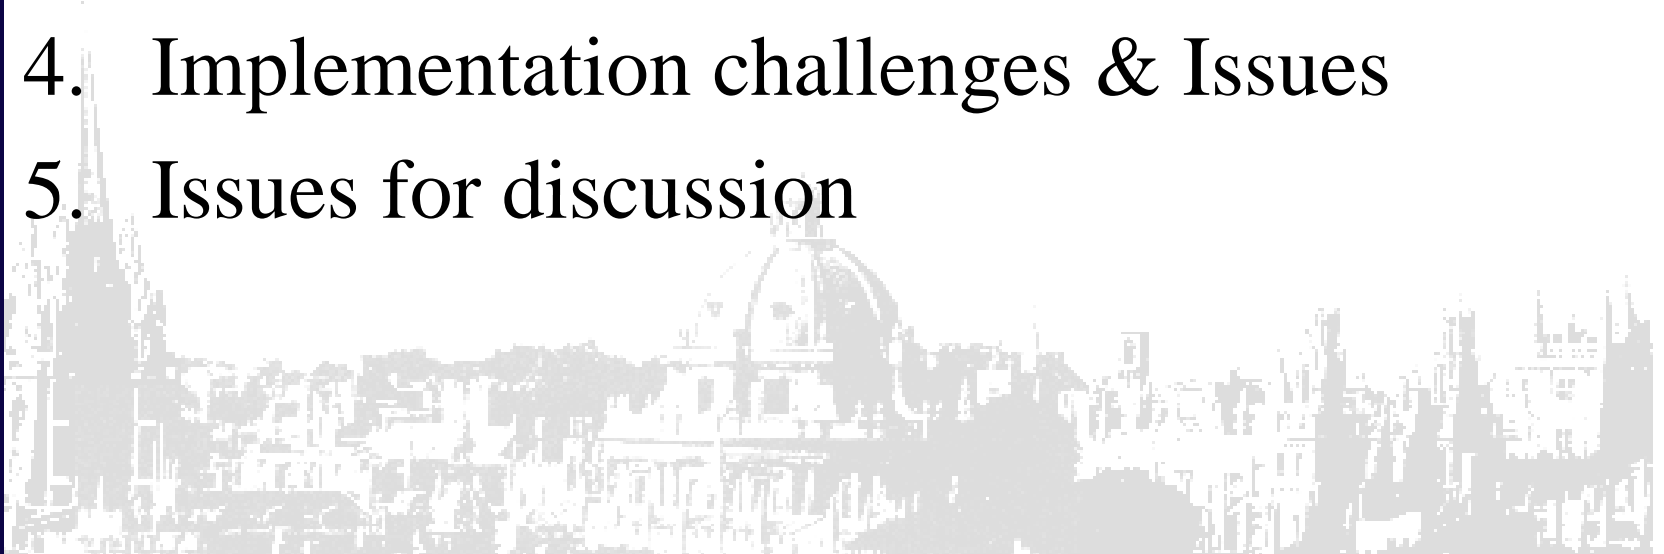 4. Implementation challenges & Issues
5. Issues for discussion